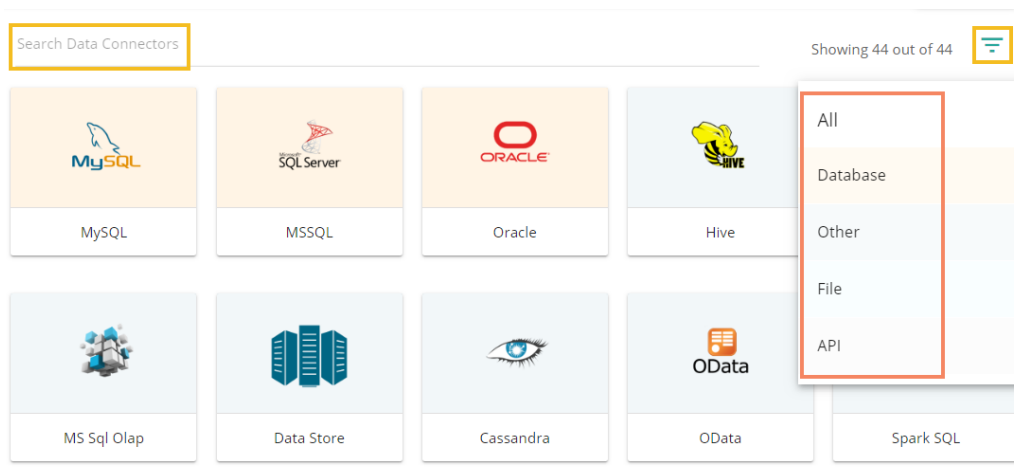 Search Data Connectors
Showing 44 out of 44
All
Database
Other
File
API
MySQL
Microsoft
SQL Server
ORACLE
HIVE
MySQL
MSSQL
Oracle
Hive
OData
MS Sql Olap
Data Store
Cassandra
OData
Spark SQL